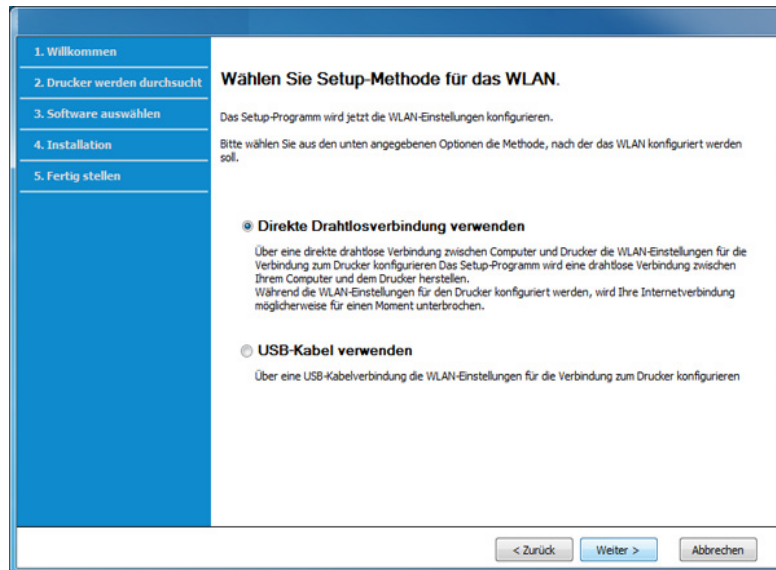 1. Willkommen
2. Drucker werden durchsucht
3. Software auswählen
4. Installation
5. Fertig stellen
Wählen Sie Setup-Methode für das WLAN.
Das Setup-Programm wird jetzt die WLAN-Einstellungen konfigurieren.
Bitte wählen Sie aus den unten angegebenen Optionen die Methode, nach der das WLAN konfiguriert werden
soll.
Direkte Drahtlosverbindung verwenden
Über eine direkte drahtlose Verbindung zwischen Computer und Drucker die WLAN-Einstellungen für die
Verbindung zum Drucker konfigurieren Das Setup-Programm wird eine drahtlose Verbindung zwischen
Ihrem Computer und dem Drucker herstellen.
Während die WLAN-Einstellungen für den Drucker konfiguriert werden, wird Ihre Internetverbindung
möglicherweise für einen Moment unterbrochen.
USB-Kabel verwenden
Über eine USB-Kabelverbindung die WLAN-Einstellungen für die Verbindung zum Drucker konfigurieren
< Zurück
Weiter >
Abbrechen